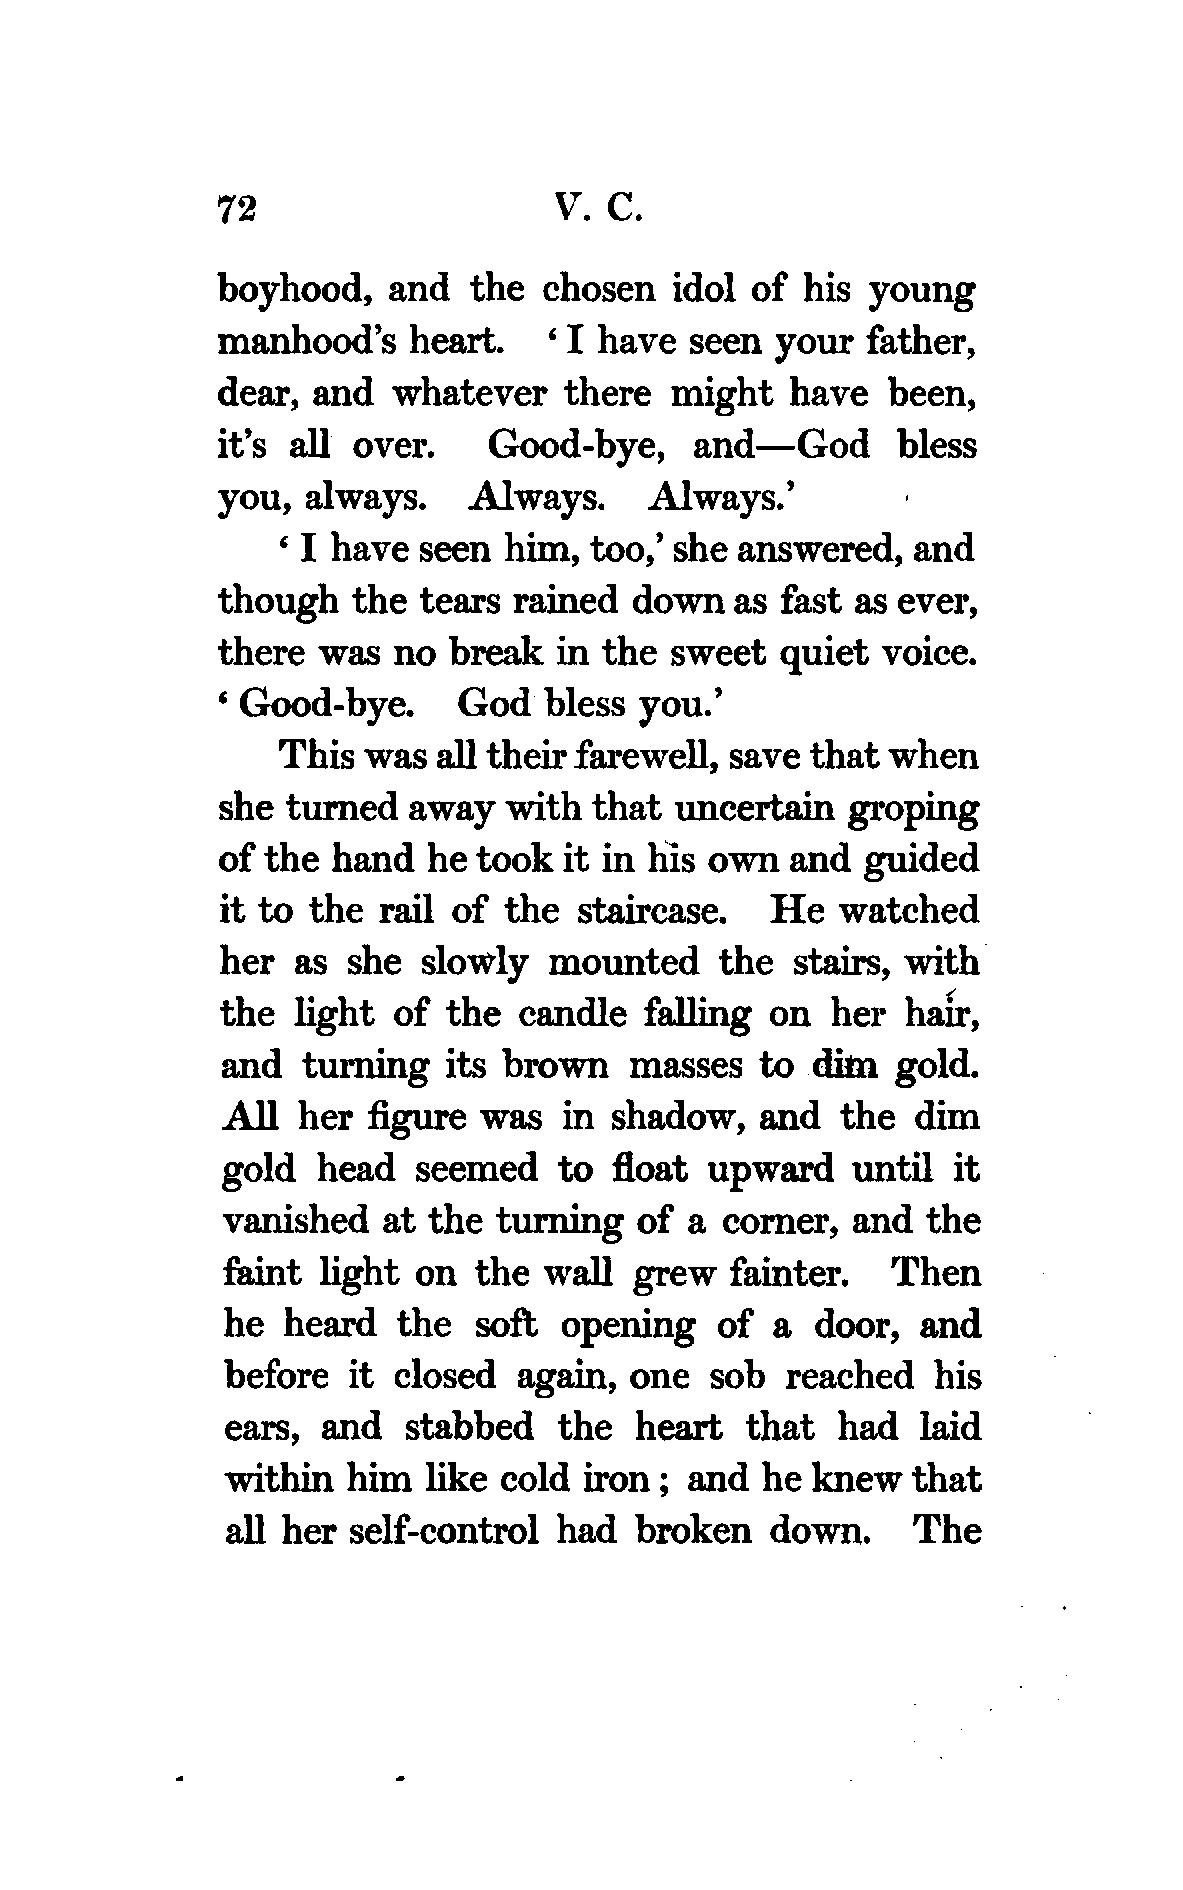 72 V. C.
boyhood, and the chosen idol of his young
manhood's heart. ‘ I have seen your father,
dear, and whatever there might have been,
it's all over. Good-bye, and—God bless
you, always. Always. Always.’
‘ I have seen him, too,’ she answered, and
though the tears rained down as fast as ever,
there was no break in the sweet quiet voice.
‘ Good-bye. God bless you.’
This was all their farewell, save that when
she turned away with that uncertain groping
of the hand he took it in his own and guided
it to the rail of the staircase. He watched
her as she slowly mounted the stairs, with
the light of the candle falling on her hair,
and turning its brown masses to dim gold.
All her figure was in shadow, and the dim
gold head seemed to float upward until it
vanished at the turning of a corner, and the
faint light on the wall grew fainter. Then
he heard the soft opening of a door, and
before it closed again, one sob reached his
ears, and stabbed the heart that had laid
within him like cold iron ; and he knew that
all her self-control had broken down. The